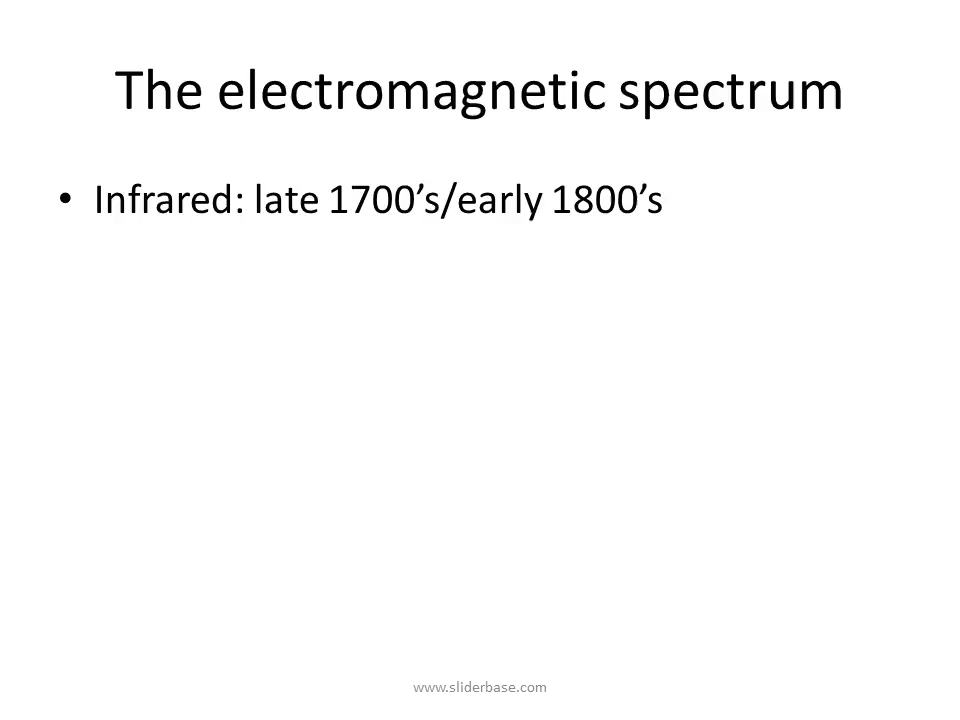 The electromagnetic spectrum
• Infrared: late 1700’s/early 1800’s
www.sliderbase.com